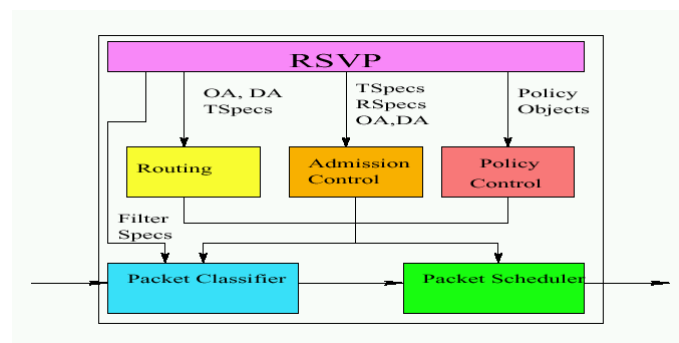 RSVP
OA, DA
TSpecs
TSpecs
RSpecs
OA,DA
Policy
Objects
Routing
Admission
Control
Policy
Control
Filter
Specs
Packet Classifier
Packet Scheduler